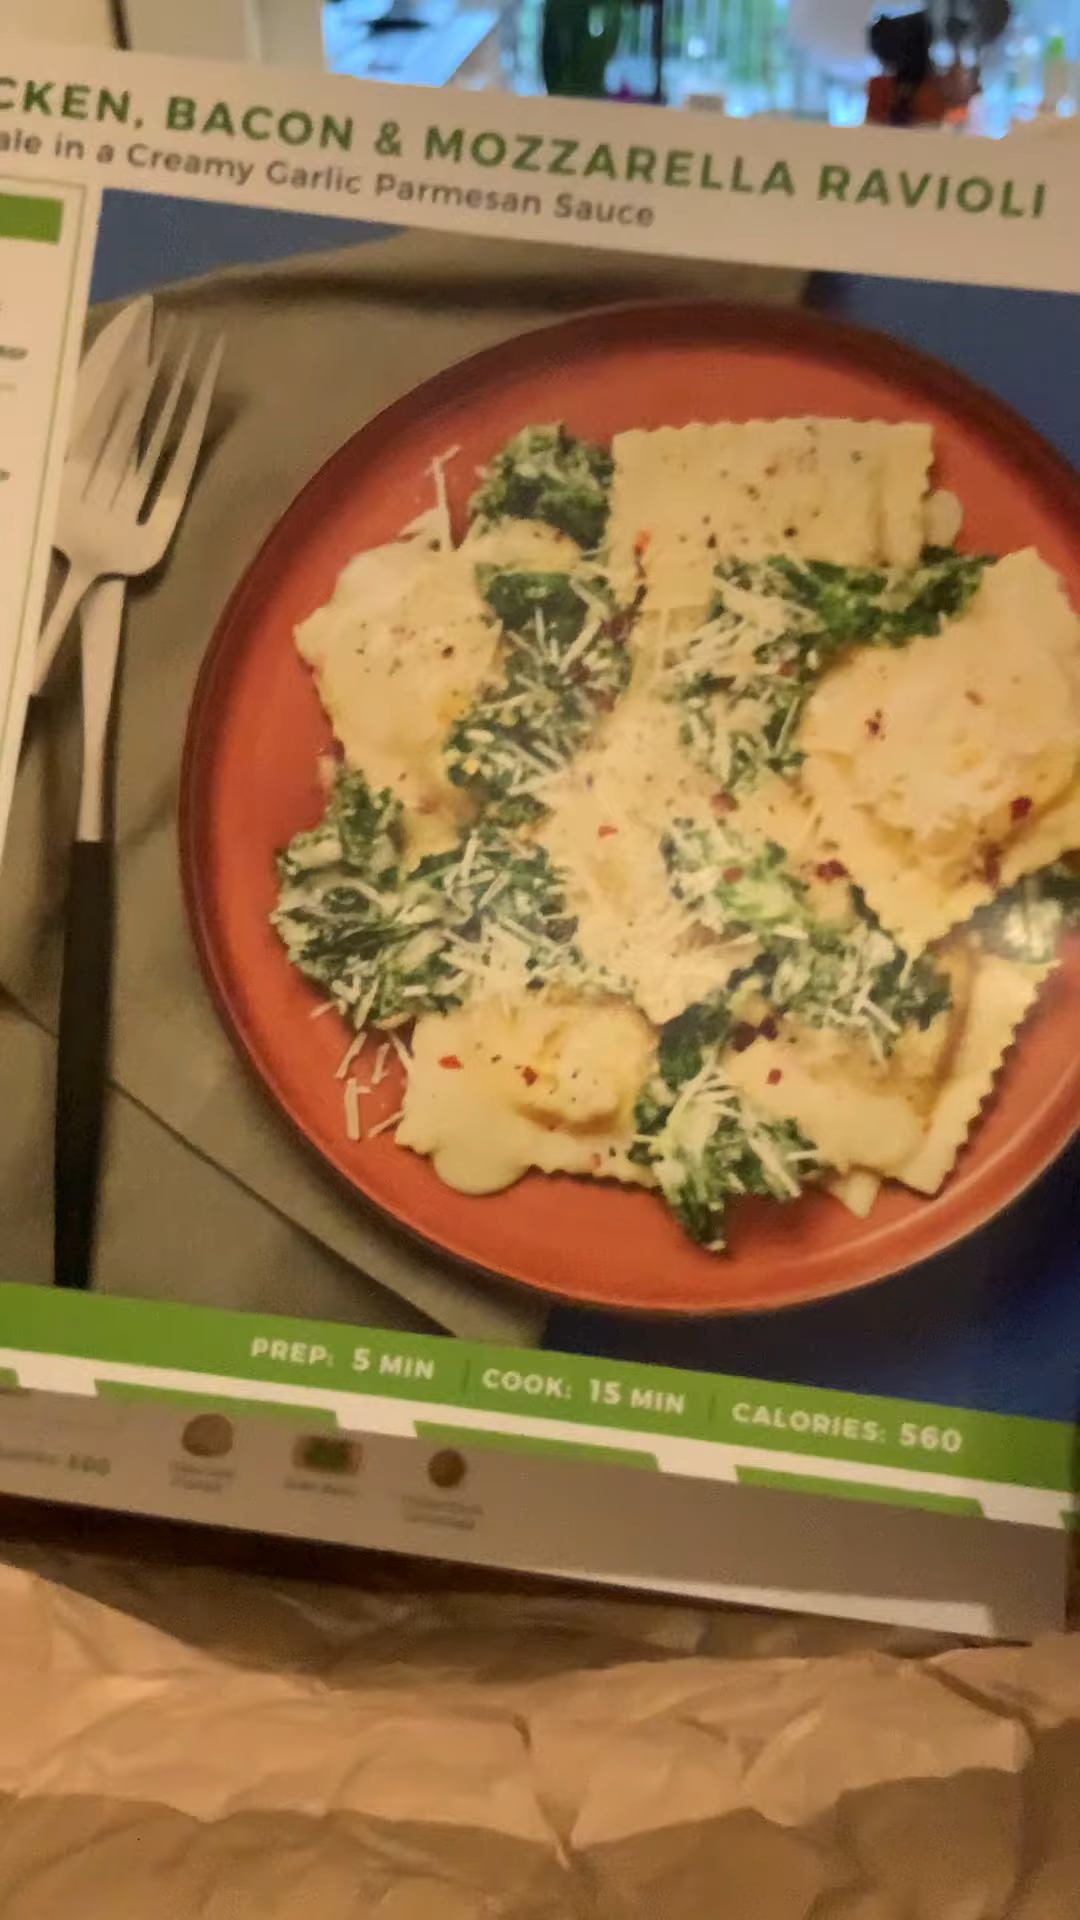 CKEN, BACON & MOZZARELLA RAVIOLI
ale in a Creamy Garlic Parmesan Sauce
PREP: 5 MIN | COOK: 15 MIN | CALORIES: 560